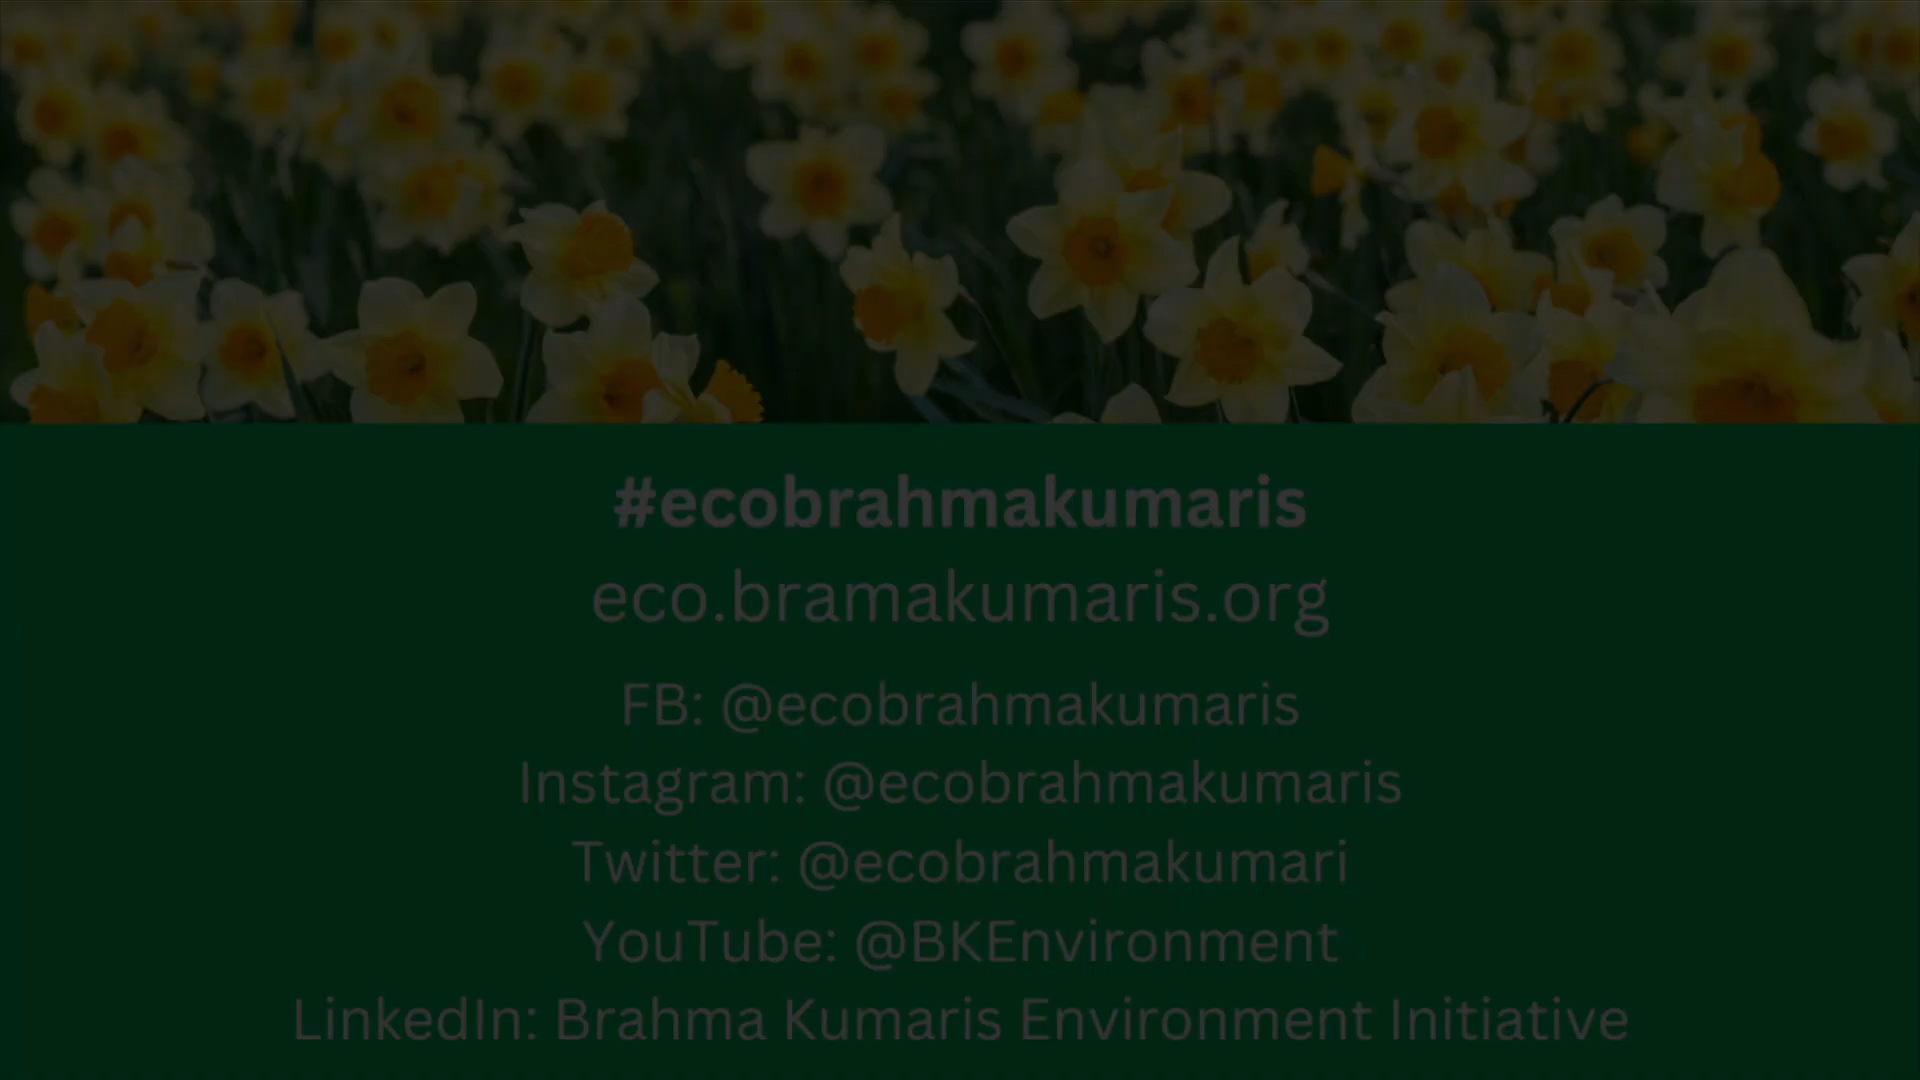 #ecobrahmakumaris
eco.bramakumaris.org
FB: @ecobrahmakumaris
Instagram: @ecobrahmakumaris
Twitter: @ecobrahmakumari
YouTube: @BKEnvironment
LinkedIn: Brahma Kumaris Environment Initiative